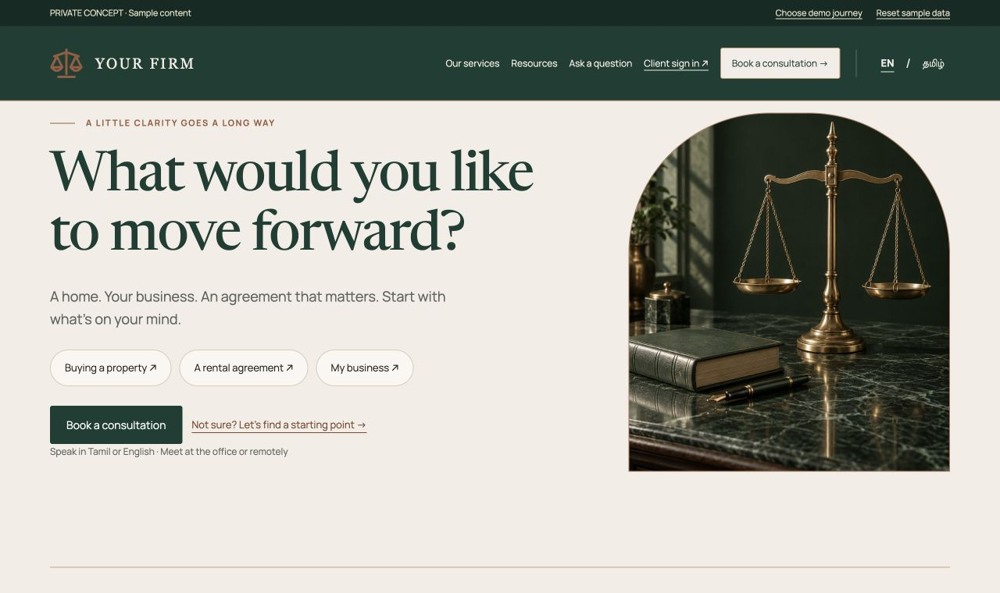 PRIVATE CONCEPT · Sample content
Choose demo journey
Reset sample data
YOUR FIRM
Our services
Resources
Ask a question
Client sign in ↗
Book a consultation →
EN / தமிழ்
A LITTLE CLARITY GOES A LONG WAY
What would you like
to move forward?
A home. Your business. An agreement that matters. Start with
what's on your mind.
Buying a property ↗
A rental agreement ↗
My business ↗
Book a consultation
Not sure? Let's find a starting point →
Speak in Tamil or English · Meet at the office or remotely